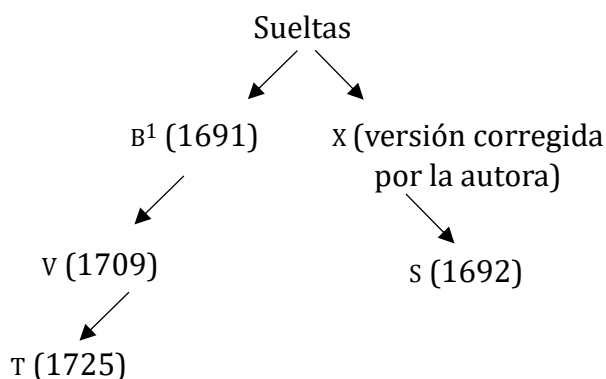 Sueltas
B¹ (1691)
X (versión corregida
por la autora)
V (1709)
S (1692)
T (1725)